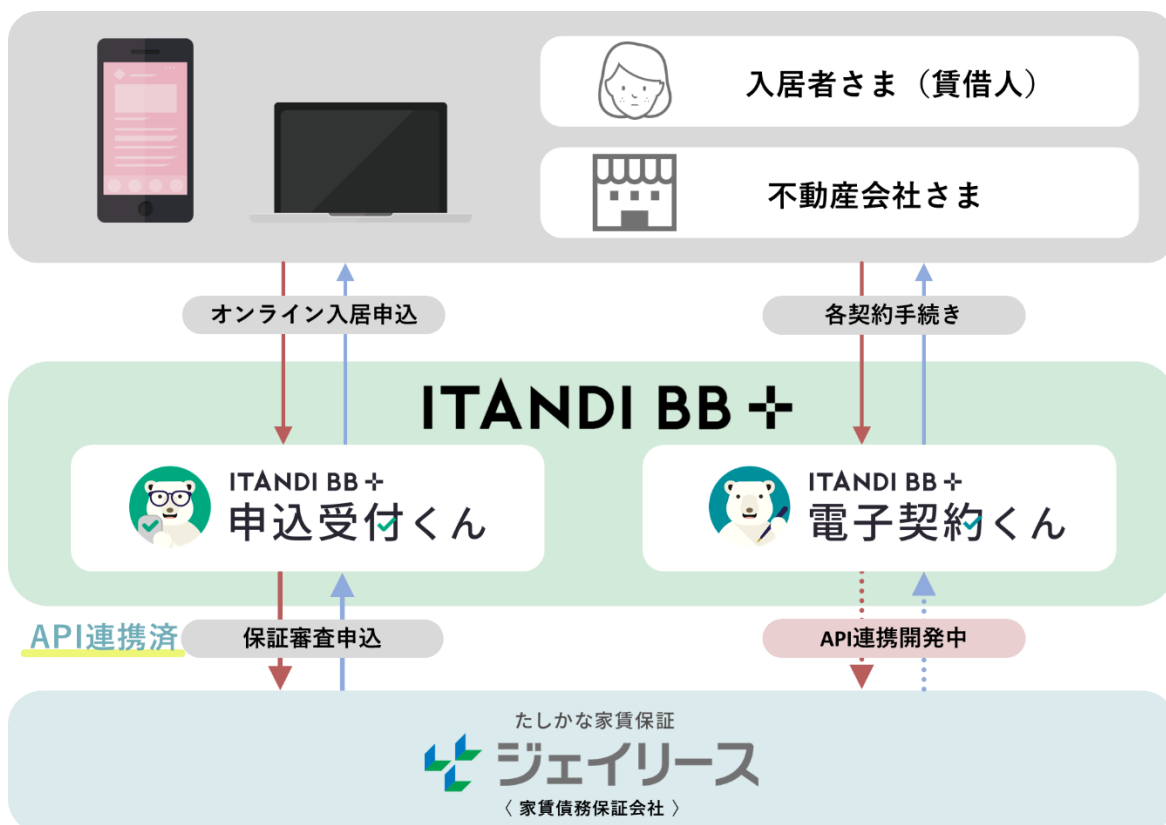 入居者さま（賃借人）
不動産会社さま
オンライン入居申込
各契約手続き
ITANDI BB
ITANDI BB
申込受付くん
ITANDI BB
電子契約くん
API連携済
保証審査申込
API連携開発中
たしかな家賃保証
ジェイリース
〈 家賃債務保証会社 〉